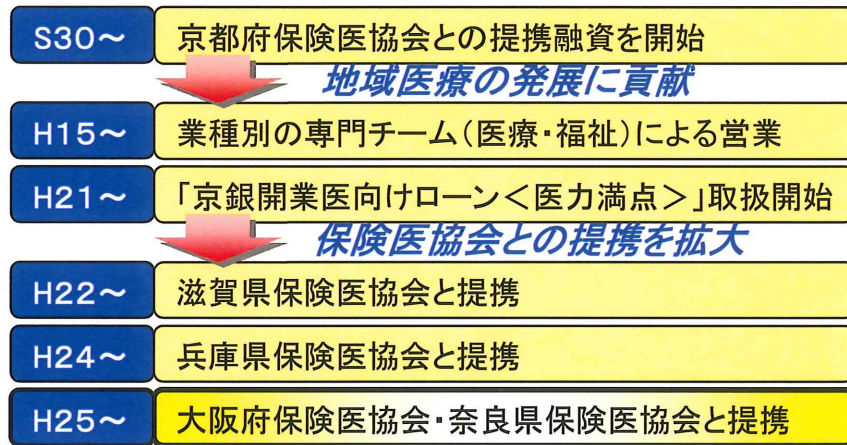 S30～ 京都府保険医協会との提携融資を開始
地域医療の発展に貢献
H15～ 業種別の専門チーム(医療・福祉)による営業
H21～ 「京銀開業医向けローン＜医力満点＞」取扱開始
保険医協会との提携を拡大
H22～ 滋賀県保険医協会と提携
H24～ 兵庫県保険医協会と提携
H25～ 大阪府保険医協会・奈良県保険医協会と提携